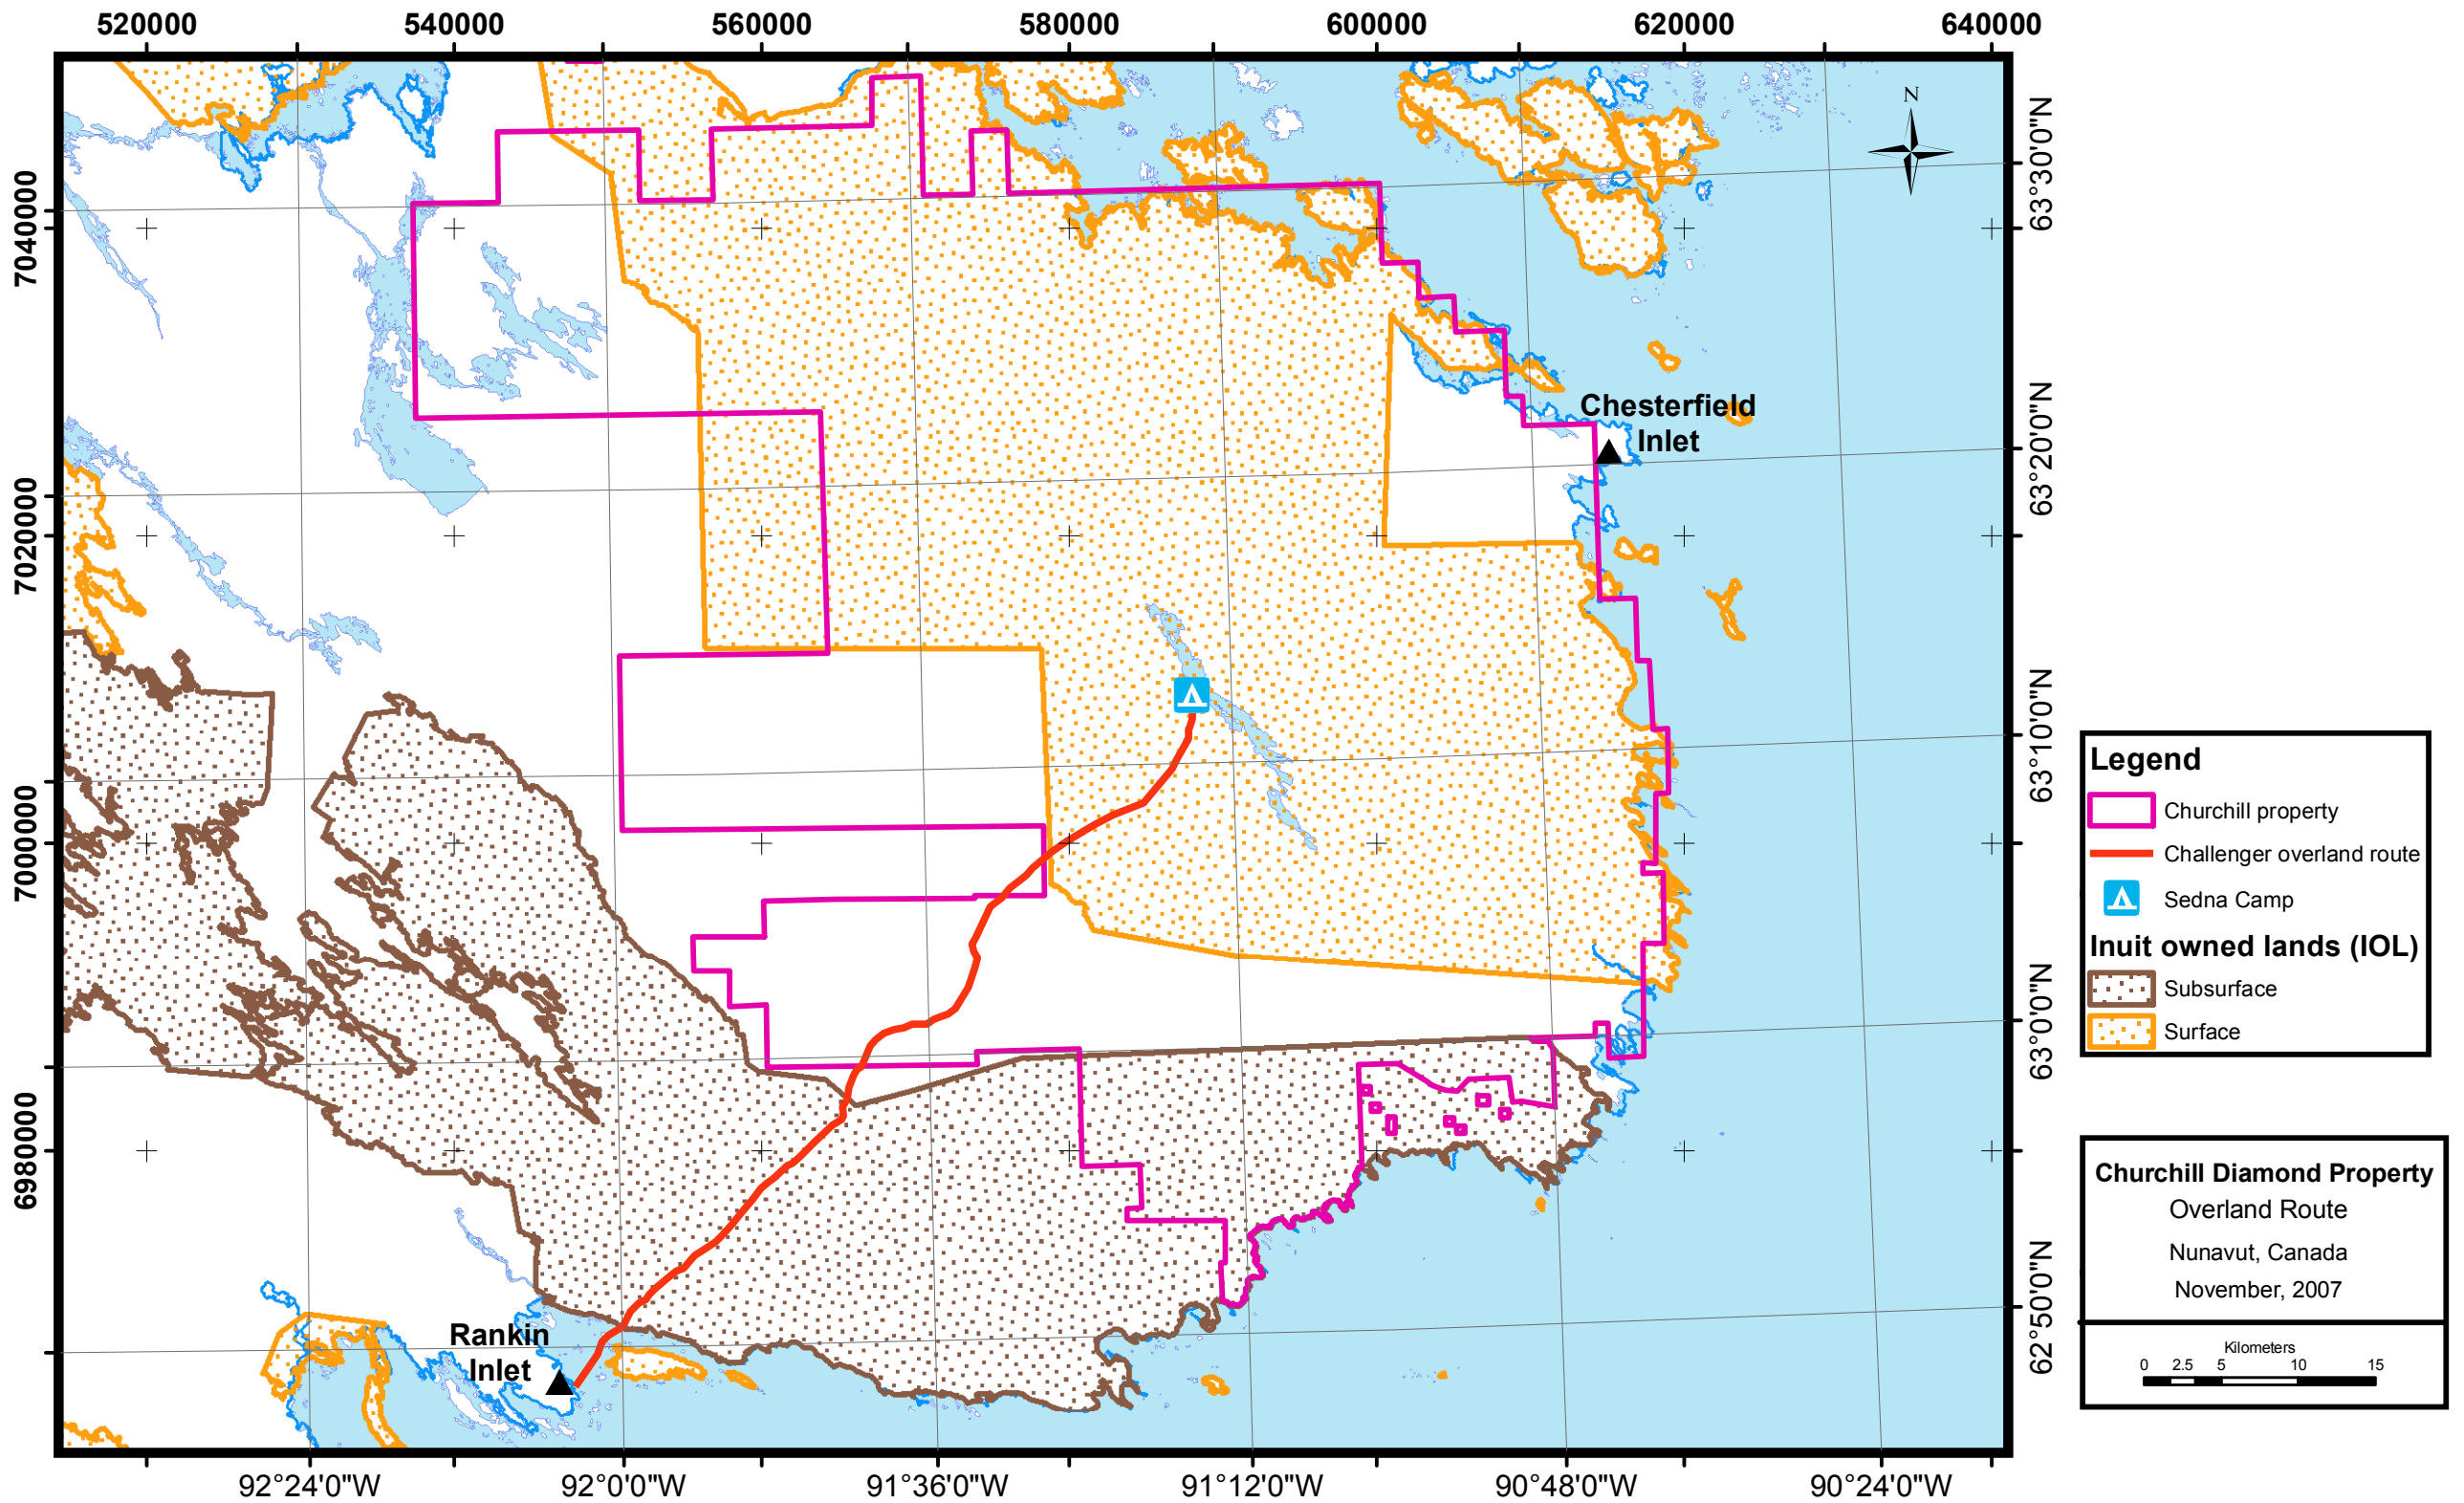 520000 540000 560000 580000 600000 620000 640000
N
63°30'0"N
7040000
Chesterfield
Inlet
63°20'0"N
7020000
63°10'0"N
7000000
63°0'0"N
6980000
62°50'0"N
Rankin
Inlet
92°24'0"W 92°0'0"W 91°36'0"W 91°12'0"W 90°48'0"W 90°24'0"W
Legend
Churchill property
Challenger overland route
Sedna Camp
Inuit owned lands (IOL)
Subsurface
Surface
Churchill Diamond Property
Overland Route
Nunavut, Canada
November, 2007
Kilometers
0 2.5 5 10 15